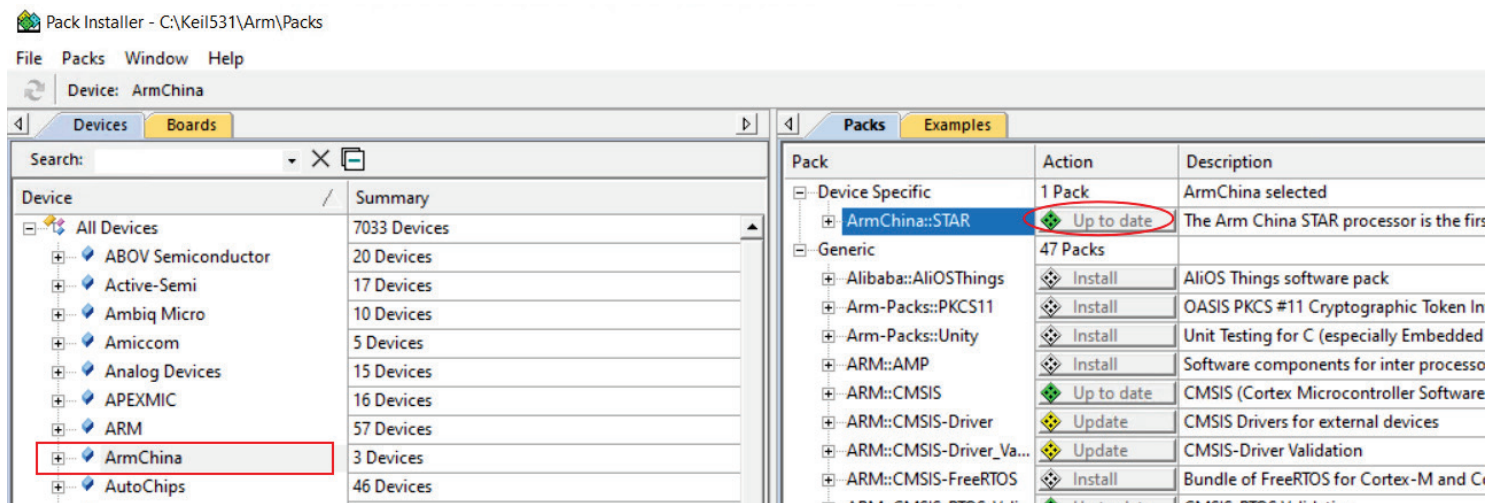 Pack Installer - C:\Keil531\Arm\Packs
File Packs Window Help
Device: ArmChina
Devices Boards
Search:
Device Summary
All Devices 7033 Devices
ABOV Semiconductor 20 Devices
Active-Semi 17 Devices
Ambiq Micro 10 Devices
Amiccom 5 Devices
Analog Devices 15 Devices
APEXMIC 16 Devices
ARM 57 Devices
ArmChina 3 Devices
AutoChips 46 Devices
Packs Examples
Pack Action Description
Device Specific 1 Pack ArmChina selected
ArmChina::STAR Up to date The Arm China STAR processor is the firs
Generic 47 Packs
Alibaba::AliOSThings Install AliOS Things software pack
Arm-Packs::PKCS11 Install OASIS PKCS #11 Cryptographic Token In
Arm-Packs::Unity Install Unit Testing for C (especially Embedded
ARM::AMP Install Software components for inter processo
ARM::CMSIS Up to date CMSIS (Cortex Microcontroller Software
ARM::CMSIS-Driver Update CMSIS Drivers for external devices
ARM::CMSIS-Driver_Va... Update CMSIS-Driver Validation
ARM::CMSIS-FreeRTOS Install Bundle of FreeRTOS for Cortex-M and C